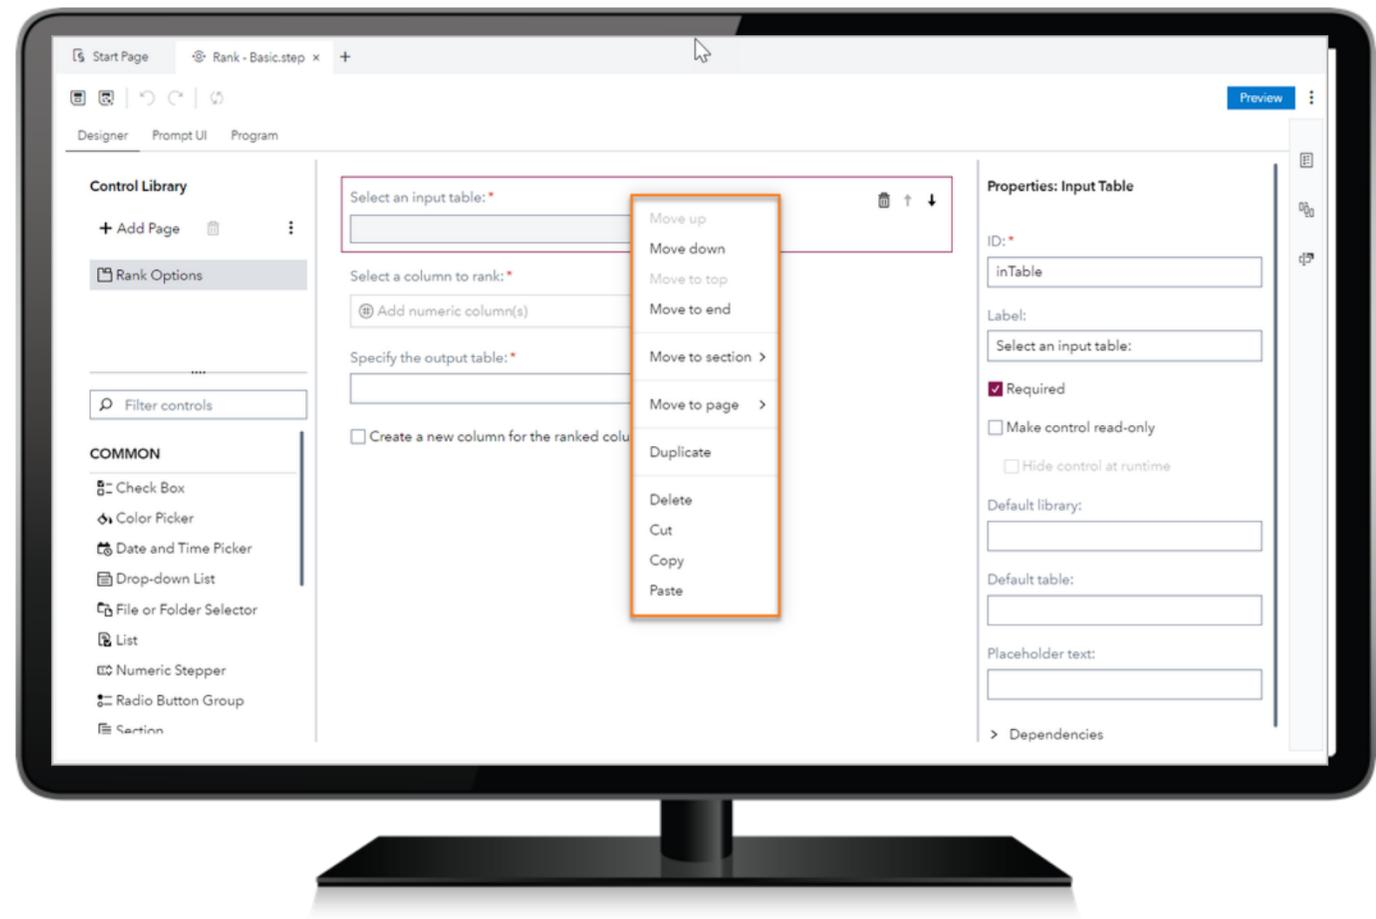 Start Page
Rank - Basic.step × +
Preview
Designer Prompt UI Program
Control Library
+ Add Page
Rank Options
Filter controls
COMMON
Check Box
Color Picker
Date and Time Picker
Drop-down List
File or Folder Selector
List
Numeric Stepper
Radio Button Group
Section
Select an input table: *
Select a column to rank: *
Add numeric column(s)
Specify the output table: *
Create a new column for the ranked colu
Move up
Move down
Move to top
Move to end
Move to section >
Move to page >
Duplicate
Delete
Cut
Copy
Paste
Properties: Input Table
ID: *
inTable
Label:
Select an input table:
Required
Make control read-only
Hide control at runtime
Default library:
Default table:
Placeholder text:
> Dependencies